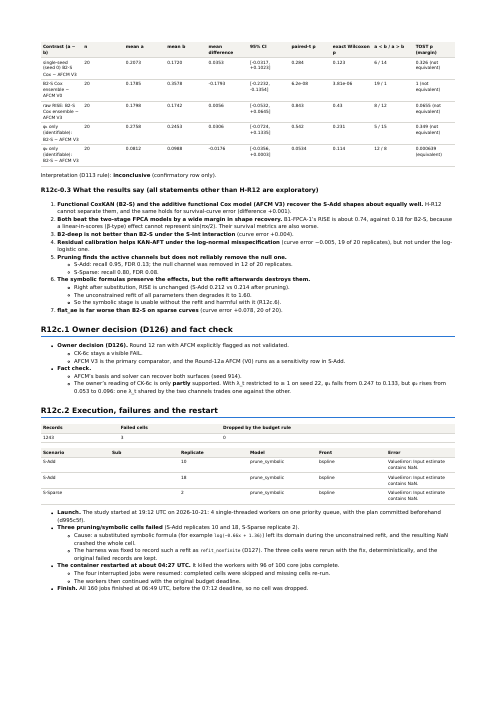 Contrast (a − b) n mean a mean b mean difference 95% CI paired-t p exact Wilcoxon p a < b / a > b TOST p (margin)
single-seed (seed 0) B2-S Cox − AFCM V3 20 0.2073 0.1720 0.0353 [-0.0317, +0.1023] 0.284 0.123 6 / 14 0.326 (not equivalent)
B2-S Cox ensemble − AFCM V0 20 0.1785 0.3578 -0.1793 [-0.2232, -0.1354] 6.2e-08 3.81e-06 19 / 1 1 (not equivalent)
raw RISE: B2-S Cox ensemble − AFCM V3 20 0.1798 0.1742 0.0056 [-0.0532, +0.0645] 0.843 0.43 8 / 12 0.0655 (not equivalent)
φ₁ only (identifiable): B2-S − AFCM V3 20 0.2758 0.2453 0.0306 [-0.0724, +0.1335] 0.542 0.231 5 / 15 0.349 (not equivalent)
φ₂ only (identifiable): B2-S − AFCM V3 20 0.0812 0.0988 -0.0176 [-0.0356, +0.0003] 0.0534 0.114 12 / 8 0.000639 (equivalent)
Interpretation (D113 rule): inconclusive (confirmatory row only).
R12c-0.3 What the results say (all statements other than H-R12 are exploratory)
1. Functional CoxKAN (B2-S) and the additive functional Cox model (AFCM V3) recover the S-Add shapes about equally well. H-R12
cannot separate them, and the same holds for survival-curve error (difference +0.001).
2. Both beat the two-stage FPCA models by a wide margin in shape recovery. B1-FPCA-1's RISE is about 0.74, against 0.18 for B2-S, because
a linear-in-scores (β-type) effect cannot represent sin(πx/2). Their survival metrics are also worse.
3. B2-deep is not better than B2-S under the S-Int interaction (curve error +0.004).
4. Residual calibration helps KAN-AFT under the log-normal misspecification (curve error −0.005, 19 of 20 replicates), but not under the log-
logistic one.
5. Pruning finds the active channels but does not reliably remove the null one.
S-Add: recall 0.95, FDR 0.13; the null channel was removed in 12 of 20 replicates.
S-Sparse: recall 0.80, FDR 0.08.
6. The symbolic formulas preserve the effects, but the refit afterwards destroys them.
Right after substitution, RISE is unchanged (S-Add 0.212 vs 0.214 after pruning).
The unconstrained refit of all parameters then degrades it to 1.60.
So the symbolic stage is usable without the refit and harmful with it (R12c.6).
7. flat_ae is far worse than B2-S on sparse curves (curve error +0.078, 20 of 20).
R12c.1 Owner decision (D126) and fact check
Owner decision (D126). Round 12 ran with AFCM explicitly flagged as not validated.
CK-6c stays a visible FAIL.
AFCM V3 is the primary comparator, and the Round-12a AFCM (V0) runs as a sensitivity row in S-Add.
Fact check.
AFCM's basis and solver can recover both surfaces (seed 914).
The owner's reading of CK-6c is only partly supported. With λ_t restricted to ≤ 1 on seed 22, φ₁ falls from 0.247 to 0.133, but φ₂ rises from
0.053 to 0.096: one λ_t shared by the two channels trades one against the other.
R12c.2 Execution, failures and the restart
Records Failed cells Dropped by the budget rule
1243 3 0
Scenario Sub Replicate Model Front Error
S-Add 10 prune_symbolic bspline ValueError: Input estimate contains NaN.
S-Add 18 prune_symbolic bspline ValueError: Input estimate contains NaN.
S-Sparse 2 prune_symbolic bspline ValueError: Input estimate contains NaN.
Launch. The study started at 19:12 UTC on 2026-10-21: 4 single-threaded workers on one priority queue, with the plan committed beforehand
(d995c5f).
Three pruning/symbolic cells failed (S-Add replicates 10 and 18, S-Sparse replicate 2).
Cause: a substituted symbolic formula (for example log(−0.66x + 1.36)) left its domain during the unconstrained refit, and the resulting NaN
crashed the whole cell.
The harness was fixed to record such a refit as refit_nonfinite (D127). The three cells were rerun with the fix, deterministically, and the
original failed records are kept.
The container restarted at about 04:27 UTC. It killed the workers with 96 of 100 core jobs complete.
The four interrupted jobs were resumed: completed cells were skipped and missing cells re-run.
The workers then continued with the original budget deadline.
Finish. All 160 jobs finished at 06:49 UTC, before the 07:12 deadline, so no cell was dropped.